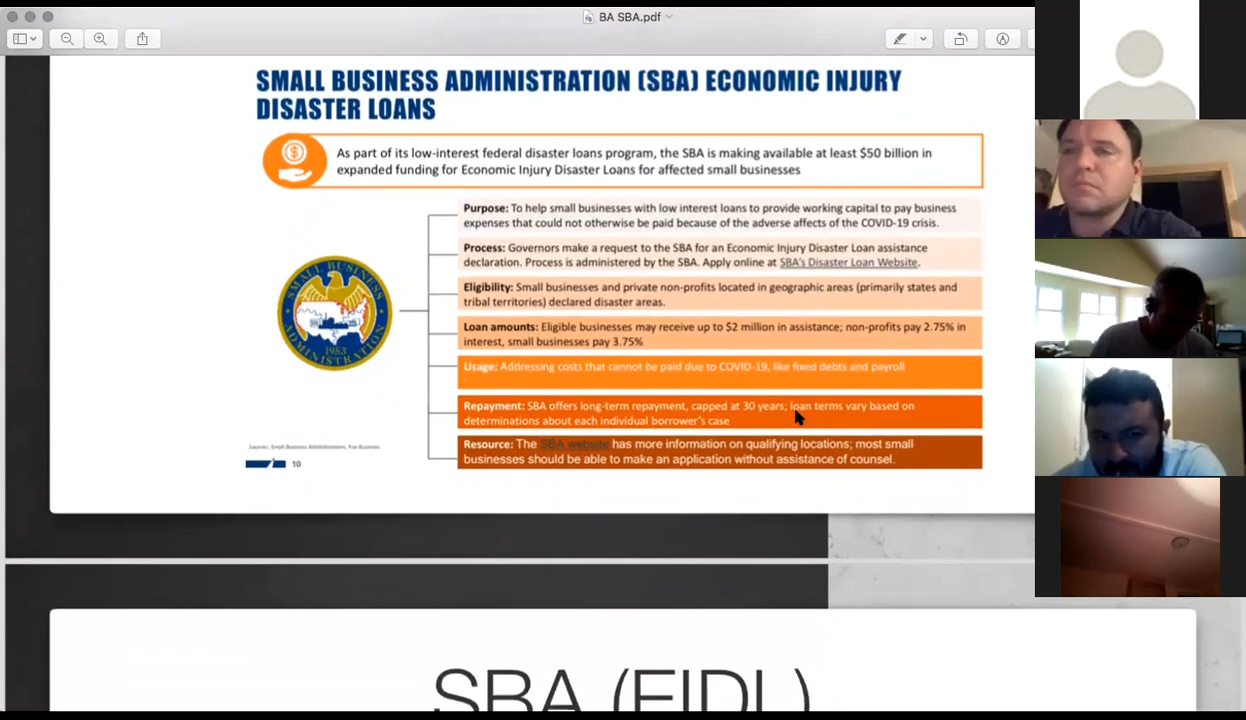 BA SBA.pdf
SMALL BUSINESS ADMINISTRATION (SBA) ECONOMIC INJURY
DISASTER LOANS
As part of its low-interest federal disaster loans program, the SBA is making available at least $50 billion in
expanded funding for Economic Injury Disaster Loans for affected small businesses
Purpose: To help small businesses with low interest loans to provide working capital to pay business
expenses that could not otherwise be paid because of the adverse affects of the COVID-19 crisis.
Process: Governors make a request to the SBA for an Economic Injury Disaster Loan assistance
declaration. Process is administered by the SBA. Apply online at SBA's Disaster Loan Website.
Eligibility: Small businesses and private non-profits located in geographic areas (primarily states and
tribal territories) declared disaster areas.
Loan amounts: Eligible businesses may receive up to $2 million in assistance; non-profits pay 2.75% in
interest, small businesses pay 3.75%
Usage: Addressing costs that cannot be paid due to COVID-19, like fixed debts and payroll
Repayment: SBA offers long-term repayment, capped at 30 years; loan terms vary based on
determinations about each individual borrower's case
Resource: The SBA website has more information on qualifying locations; most small
businesses should be able to make an application without assistance of counsel.
SMALL BUSINESS
ADMINISTRATION
1953
Sources: Small Business Administration, Fox Business
10
SBA (EIDL)